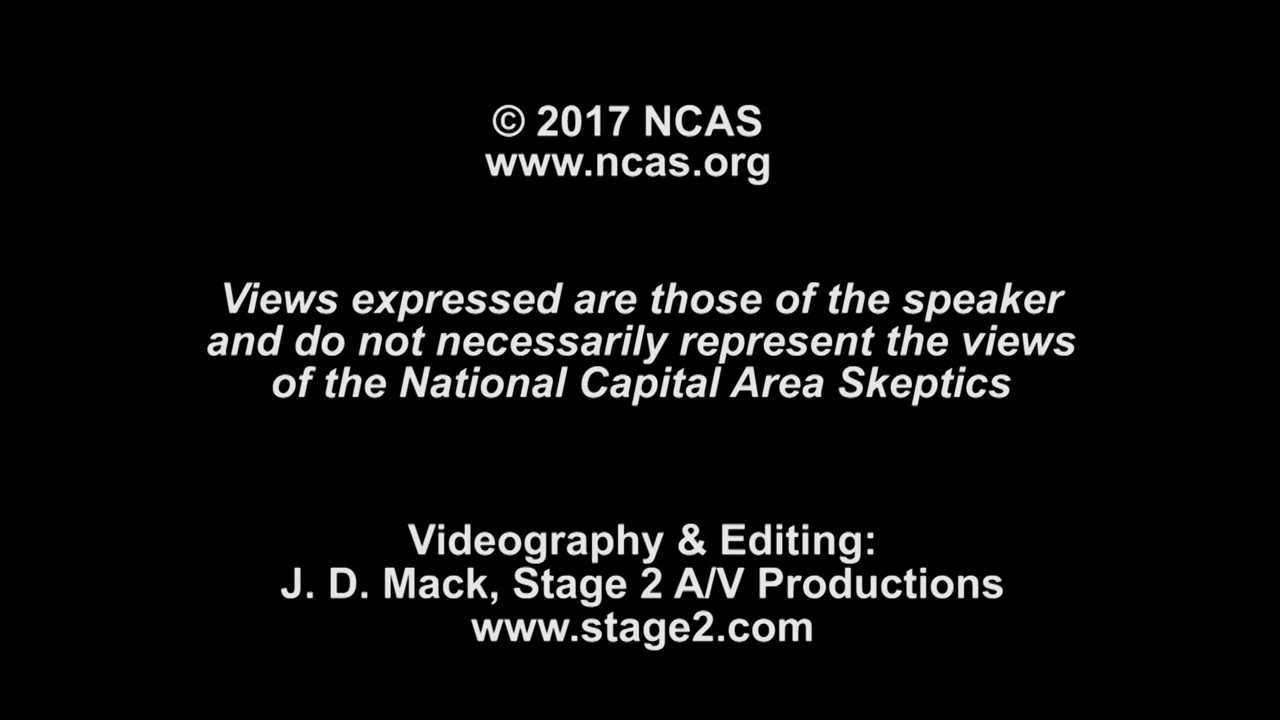 © 2017 NCAS
www.ncas.org
Views expressed are those of the speaker
and do not necessarily represent the views
of the National Capital Area Skeptics
Videography & Editing:
J. D. Mack, Stage 2 A/V Productions
www.stage2.com